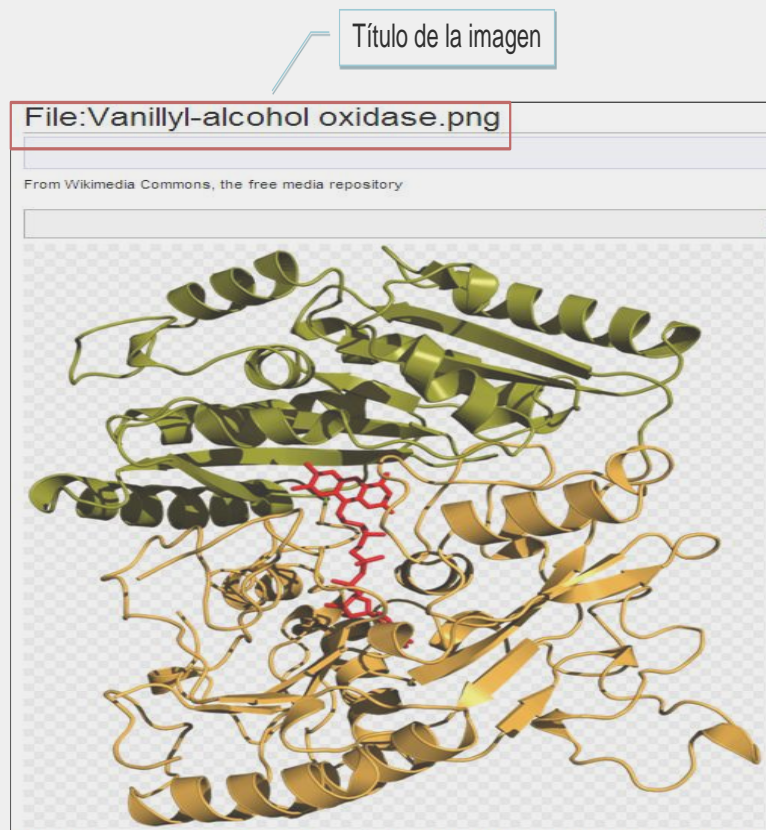 Título de la imagen
File:Vanillyl-alcohol oxidase.png
From Wikimedia Commons, the free media repository